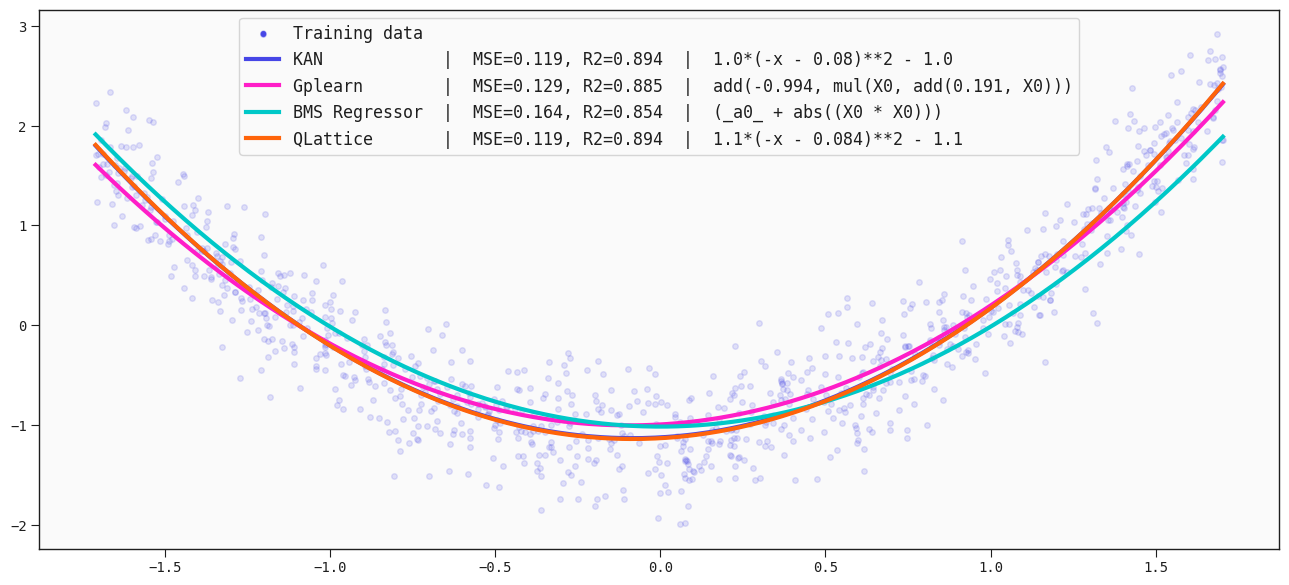 3
2
1
0
−1
−2
Training data
KAN | MSE=0.119, R2=0.894 | 1.0*(-x - 0.08)**2 - 1.0
Gplearn | MSE=0.129, R2=0.885 | add(-0.994, mul(X0, add(0.191, X0)))
BMS Regressor | MSE=0.164, R2=0.854 | (_a0_ + abs((X0 * X0)))
QLattice | MSE=0.119, R2=0.894 | 1.1*(-x - 0.084)**2 - 1.1
−1.5 −1.0 −0.5 0.0 0.5 1.0 1.5